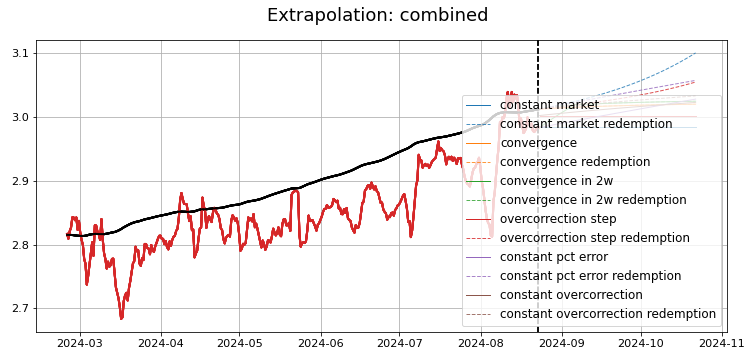 Extrapolation: combined
3.1
3.0
2.9
2.8
2.7
constant market
constant market redemption
convergence
convergence redemption
convergence in 2w
convergence in 2w redemption
overcorrection step
overcorrection step redemption
constant pct error
constant pct error redemption
constant overcorrection
constant overcorrection redemption
2024-03 2024-04 2024-05 2024-06 2024-07 2024-08 2024-09 2024-10 2024-11